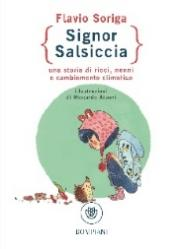 Flavio Soriga
{Signor
Salsiccia}
una storia di ricci, nonni
e cambiamento climatico
illustrazioni
di Riccardo Atzeni
BOMPIANI